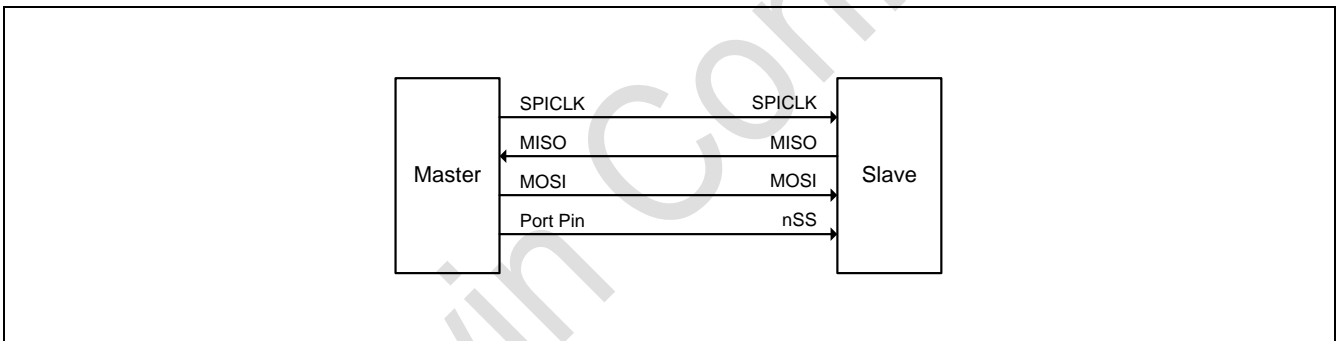 SPICLK SPICLK
MISO MISO
Master MOSI MOSI Slave
Port Pin nSS